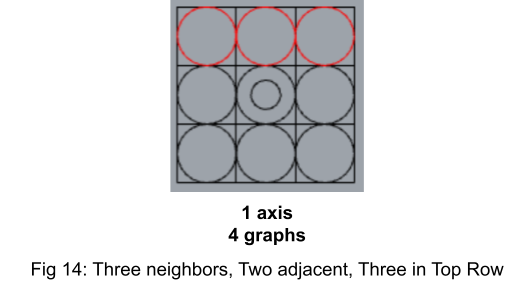 1 axis
4 graphs
Fig 14: Three neighbors, Two adjacent, Three in Top Row